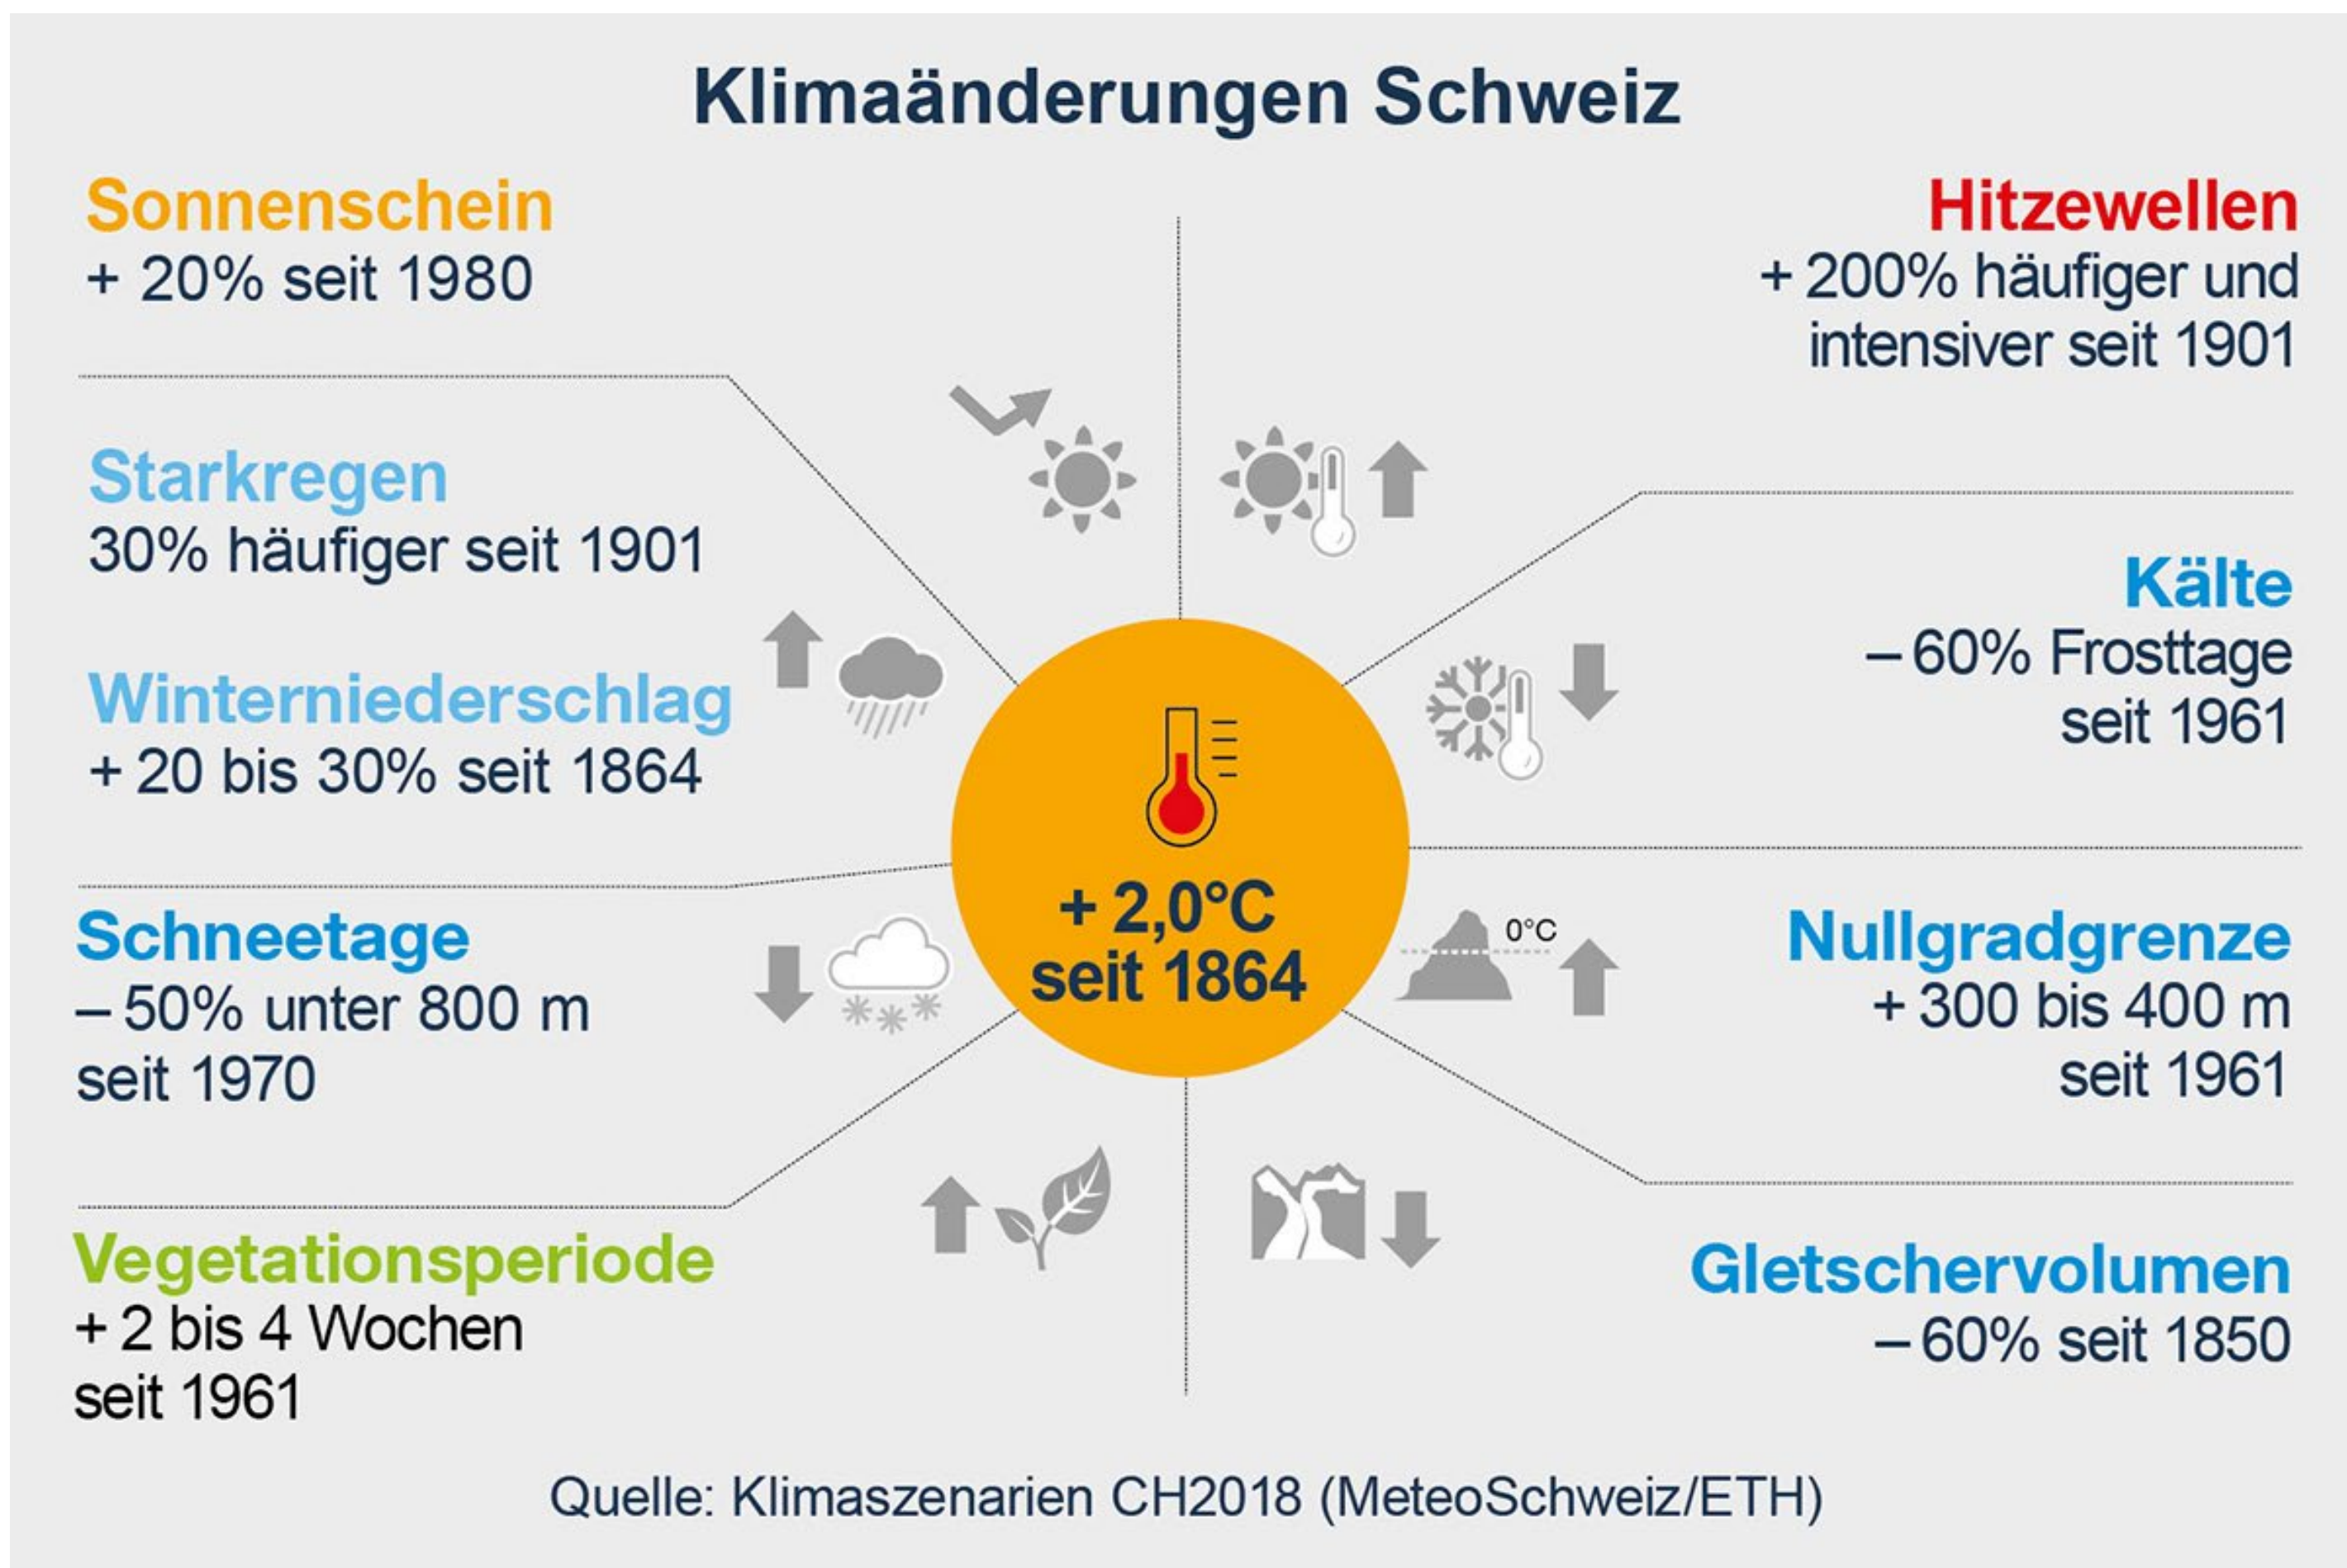 Klimaänderungen Schweiz
Sonnenschein
+ 20% seit 1980
Starkregen
30% häufiger seit 1901
Winterniederschlag
+ 20 bis 30% seit 1864
Schneetage
– 50% unter 800 m
seit 1970
Vegetationsperiode
+ 2 bis 4 Wochen
seit 1961
+ 2,0°C
seit 1864
Hitzewellen
+ 200% häufiger und
intensiver seit 1901
Kälte
– 60% Frosttage
seit 1961
0°C
Nullgradgrenze
+ 300 bis 400 m
seit 1961
Gletschervolumen
– 60% seit 1850
Quelle: Klimaszenarien CH2018 (MeteoSchweiz/ETH)